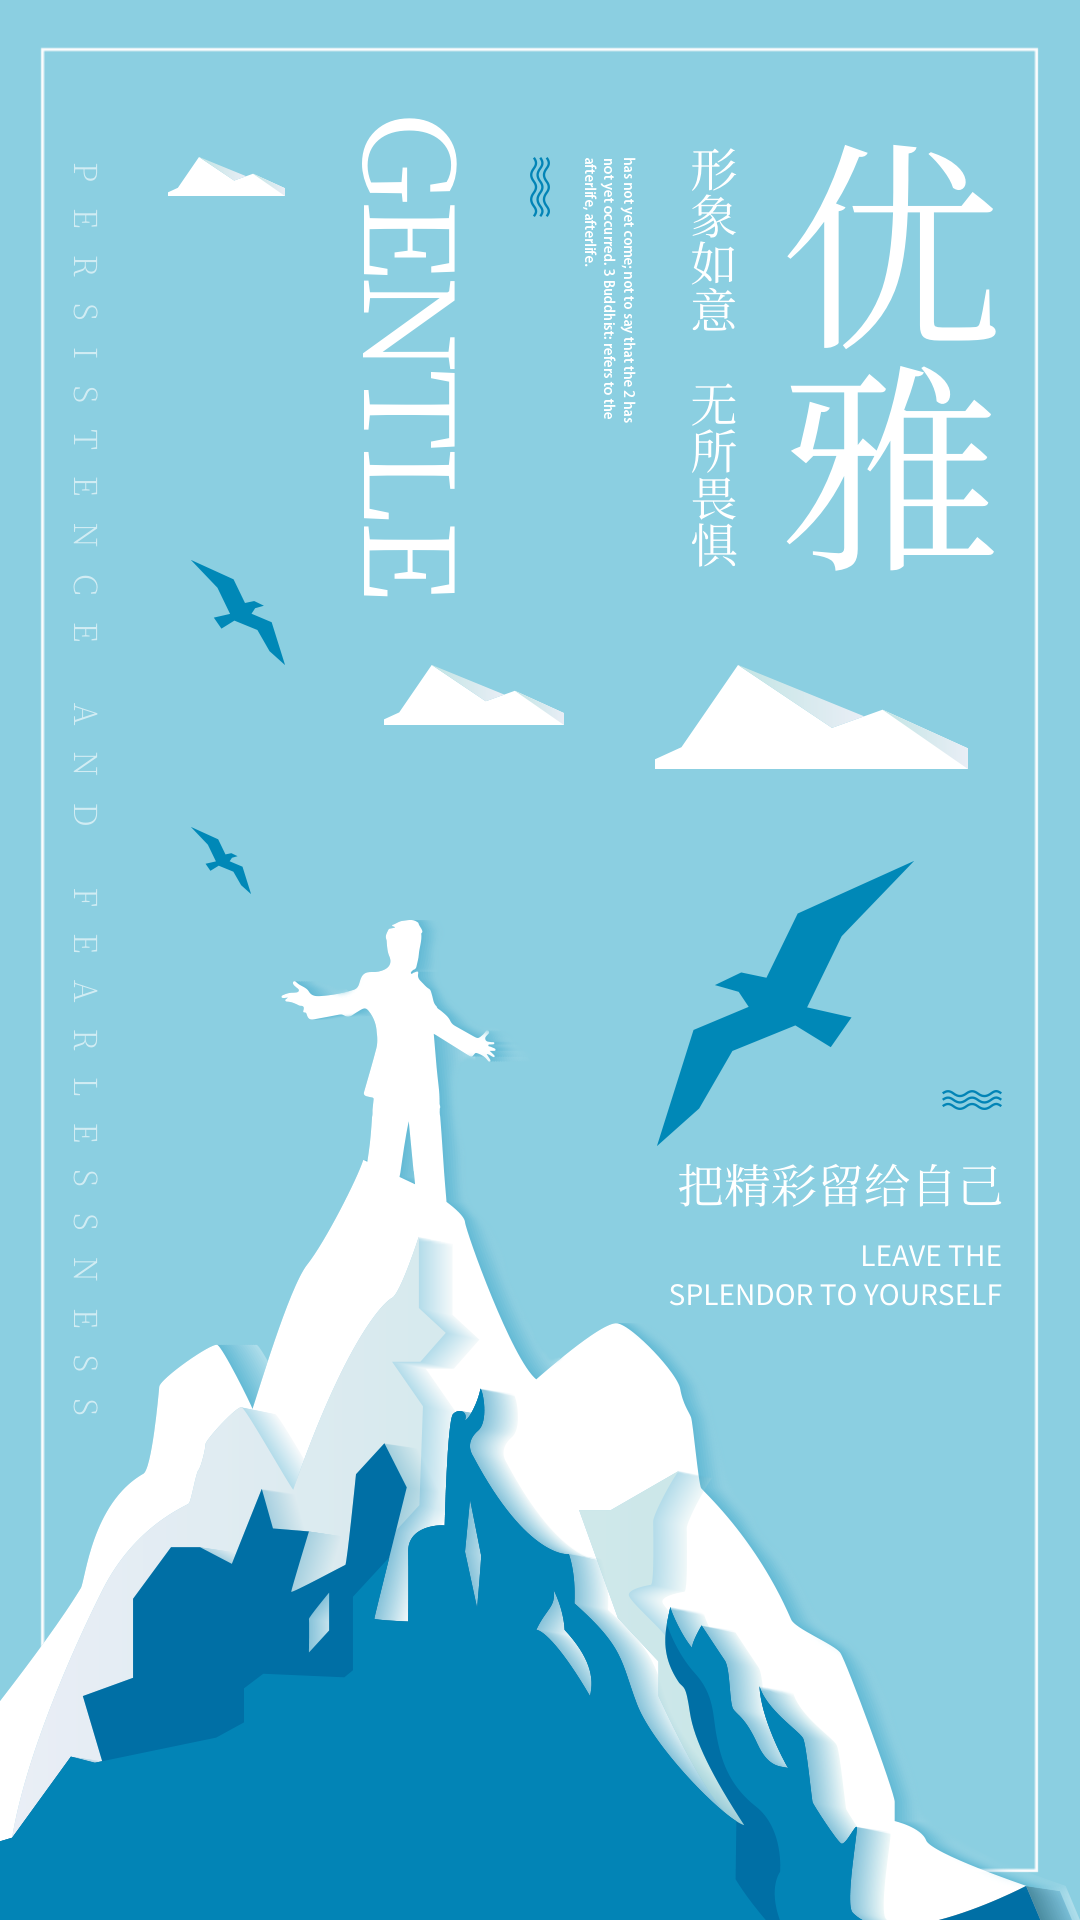 优雅
形象如意 无所畏惧
has not yet come; not to say that the 2 has
not yet occurred. 3 Buddhist: refers to the
afterlife, afterlife.
GENTLE
PERSISTENCE AND FEARLESSNESS
把精彩留给自己
LEAVE THE
SPLENDOR TO YOURSELF